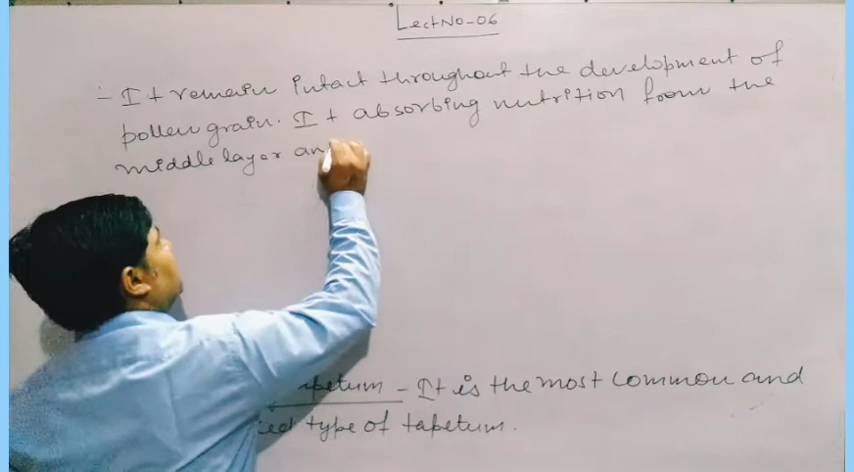 Lect No-06
- It remain intact throughout the development of
pollen grain. It absorbing nutrition from the
middle layer an
tapetum - It is the most common and
type of tapetum.